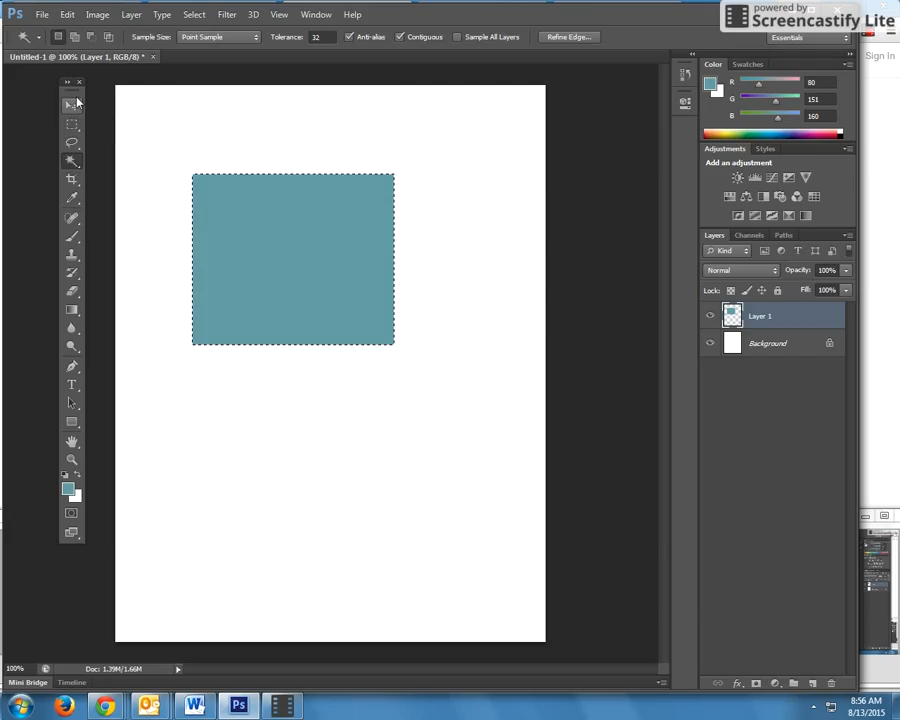 Ps File Edit Image Layer Type Select Filter 3D View Window Help
powered by
Screencastify Lite
Sample Size: Point Sample Tolerance: 32 Anti-alias Contiguous Sample All Layers Refine Edge... Essentials
Untitled-1 @ 100% (Layer 1, RGB/8) * ×
Sign In
Color Swatches
R 80
G 151
B 160
Adjustments Styles
Add an adjustment
Layers Channels Paths
Kind
Normal Opacity: 100%
Lock: Fill: 100%
Layer 1
Background
T
100% Doc: 1.39M/1.66M
Mini Bridge Timeline
fx
W Ps
8:56 AM
8/13/2015